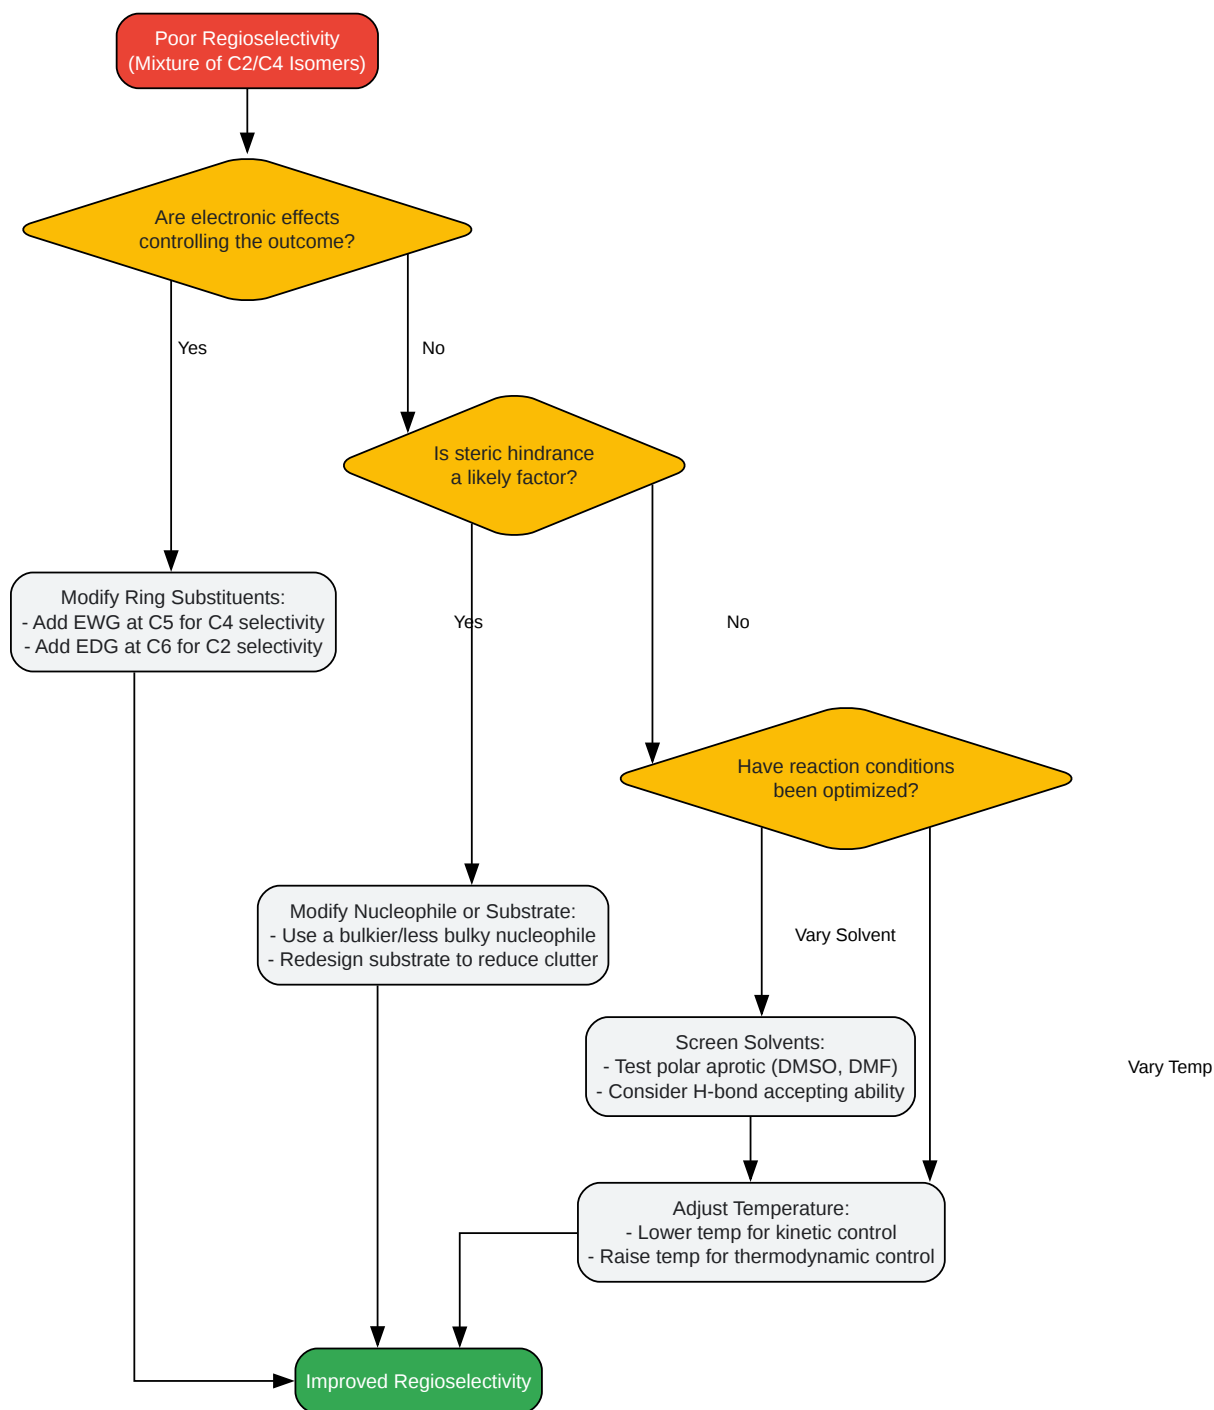 Poor Regioselectivity
(Mixture of C2/C4 Isomers)
Are electronic effects
controlling the outcome?
Yes
No
Is steric hindrance
a likely factor?
Modify Ring Substituents:
- Add EWG at C5 for C4 selectivity
- Add EDG at C6 for C2 selectivity
Yes
No
Have reaction conditions
been optimized?
Modify Nucleophile or Substrate:
- Use a bulkier/less bulky nucleophile
- Redesign substrate to reduce clutter
Vary Solvent
Screen Solvents:
- Test polar aprotic (DMSO, DMF)
- Consider H-bond accepting ability
Vary Temp
Adjust Temperature:
- Lower temp for kinetic control
- Raise temp for thermodynamic control
Improved Regioselectivity